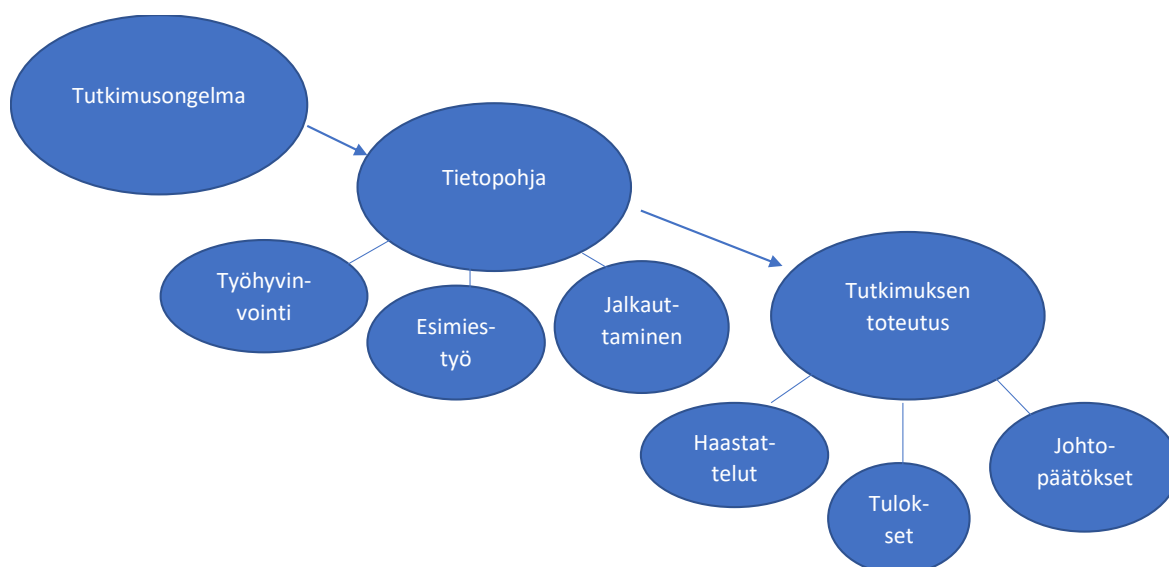 Tutkimusongelma
Tietopohja
Työhyvin-
vointi
Esimies-
työ
Jalkaut-
taminen
Tutkimuksen
toteutus
Haastat-
telut
Tulok-
set
Johto-
päätökset